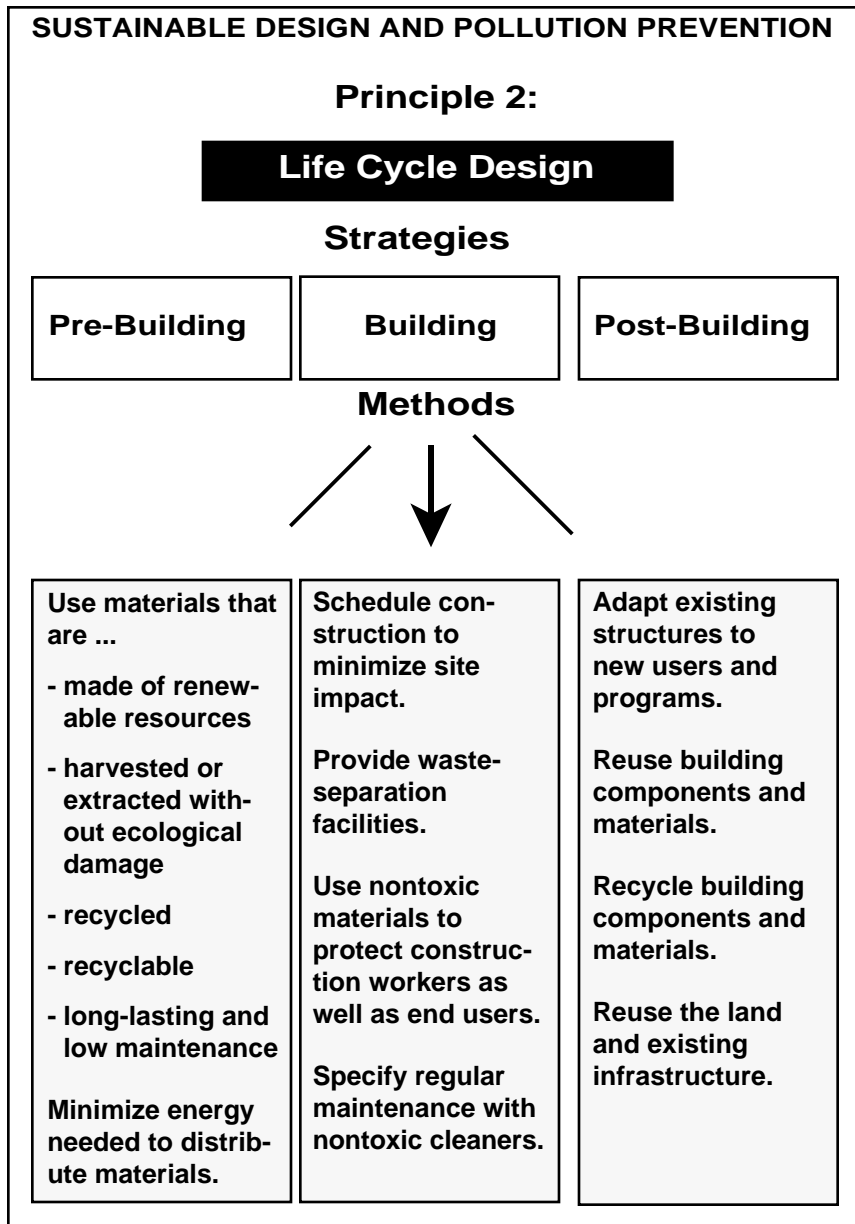 SUSTAINABLE DESIGN AND POLLUTION PREVENTION
Principle 2:
Life Cycle Design
Strategies
Pre-Building
Building
Post-Building
Methods
Use materials that
are ...
- made of renew-
able resources
- harvested or
extracted with-
out ecological
damage
- recycled
- recyclable
- long-lasting and
low maintenance
Minimize energy
needed to distrib-
ute materials.
Schedule con-
struction to
minimize site
impact.
Provide waste-
separation
facilities.
Use nontoxic
materials to
protect construc-
tion workers as
well as end users.
Specify regular
maintenance with
nontoxic cleaners.
Adapt existing
structures to
new users and
programs.
Reuse building
components and
materials.
Recycle building
components and
materials.
Reuse the land
and existing
infrastructure.